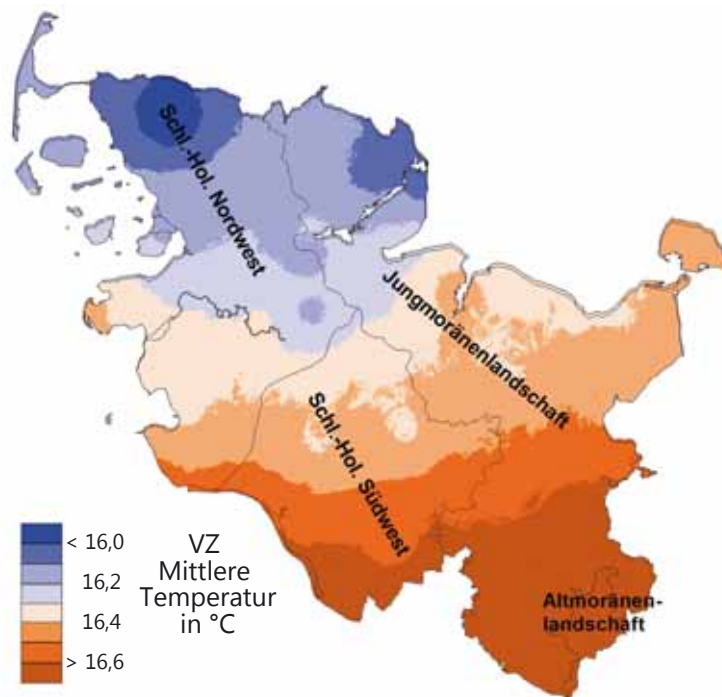 Schl.-Hol. Nordwest
Jungmoränenlandschaft
Schl.-Hol. Südwest
Altmoränen-
landschaft
VZ
Mittlere
Temperatur
in °C
< 16,0
16,2
16,4
> 16,6